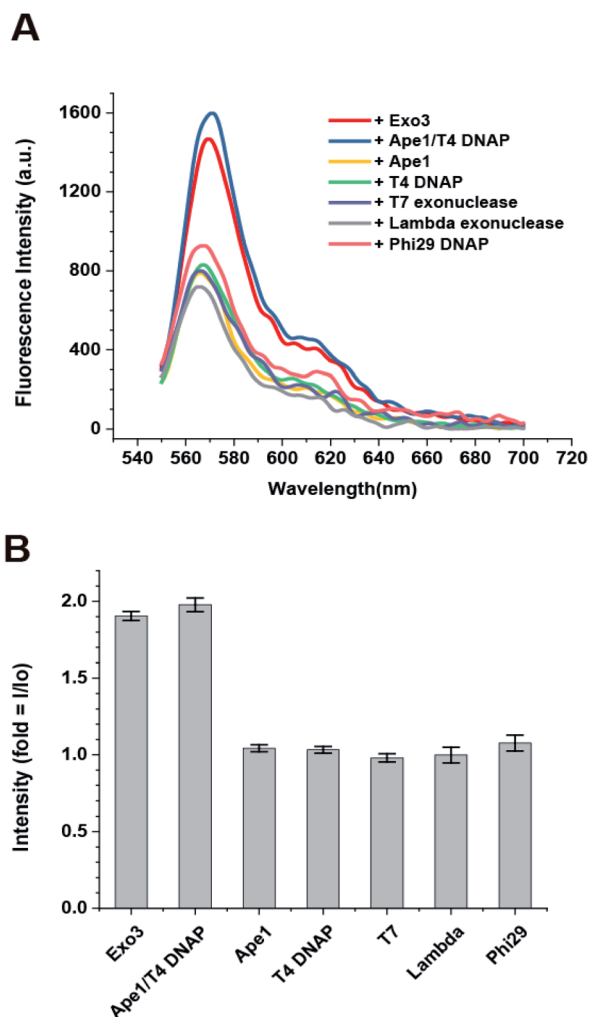 A
Fluorescence Intensity (a.u.)
1600
1200
800
400
0
+ Exo3
+ Ape1/T4 DNAP
+ Ape1
+ T4 DNAP
+ T7 exonuclease
+ Lambda exonuclease
+ Phi29 DNAP
540 560 580 600 620 640 660 680 700 720
Wavelength(nm)
B
Intensity (fold = I/Io)
2.0
1.5
1.0
0.5
0.0
Exo3 Ape1/T4 DNAP Ape1 T4 DNAP T7 Lambda Phi29